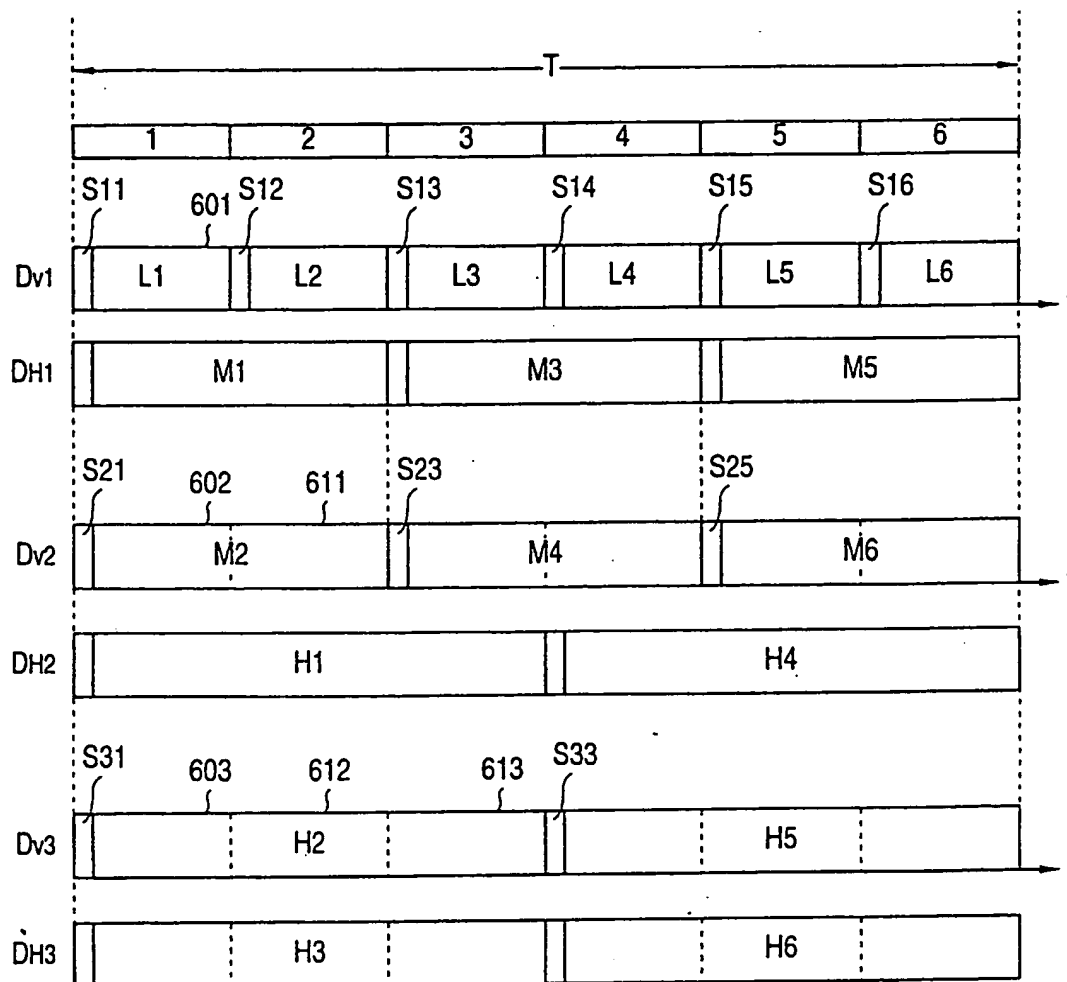 T
1 2 3 4 5 6
S11 601 S12 S13 S14 S15 S16
Dv1 L1 L2 L3 L4 L5 L6
DH1 M1 M3 M5
S21 602 611 S23 S25
Dv2 M2 M4 M6
DH2 H1 H4
S31 603 612 613 S33
Dv3 H2 H5
DH3 H3 H6